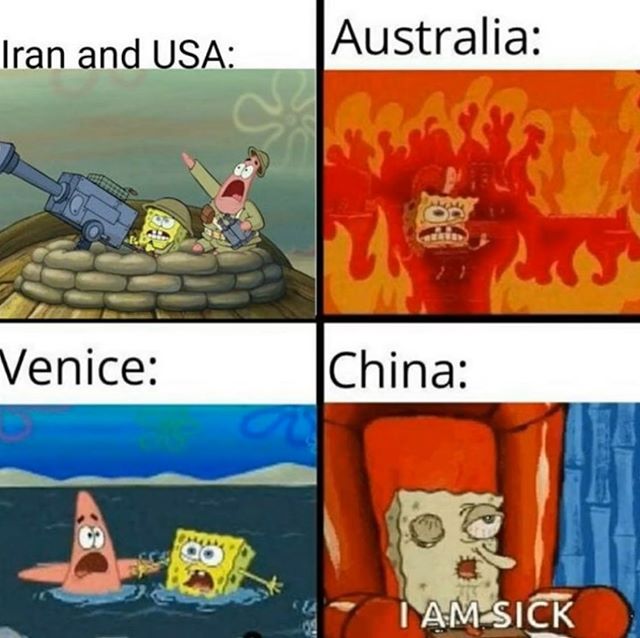 Iran and USA:
Australia:
Venice:
China:
I AM SICK